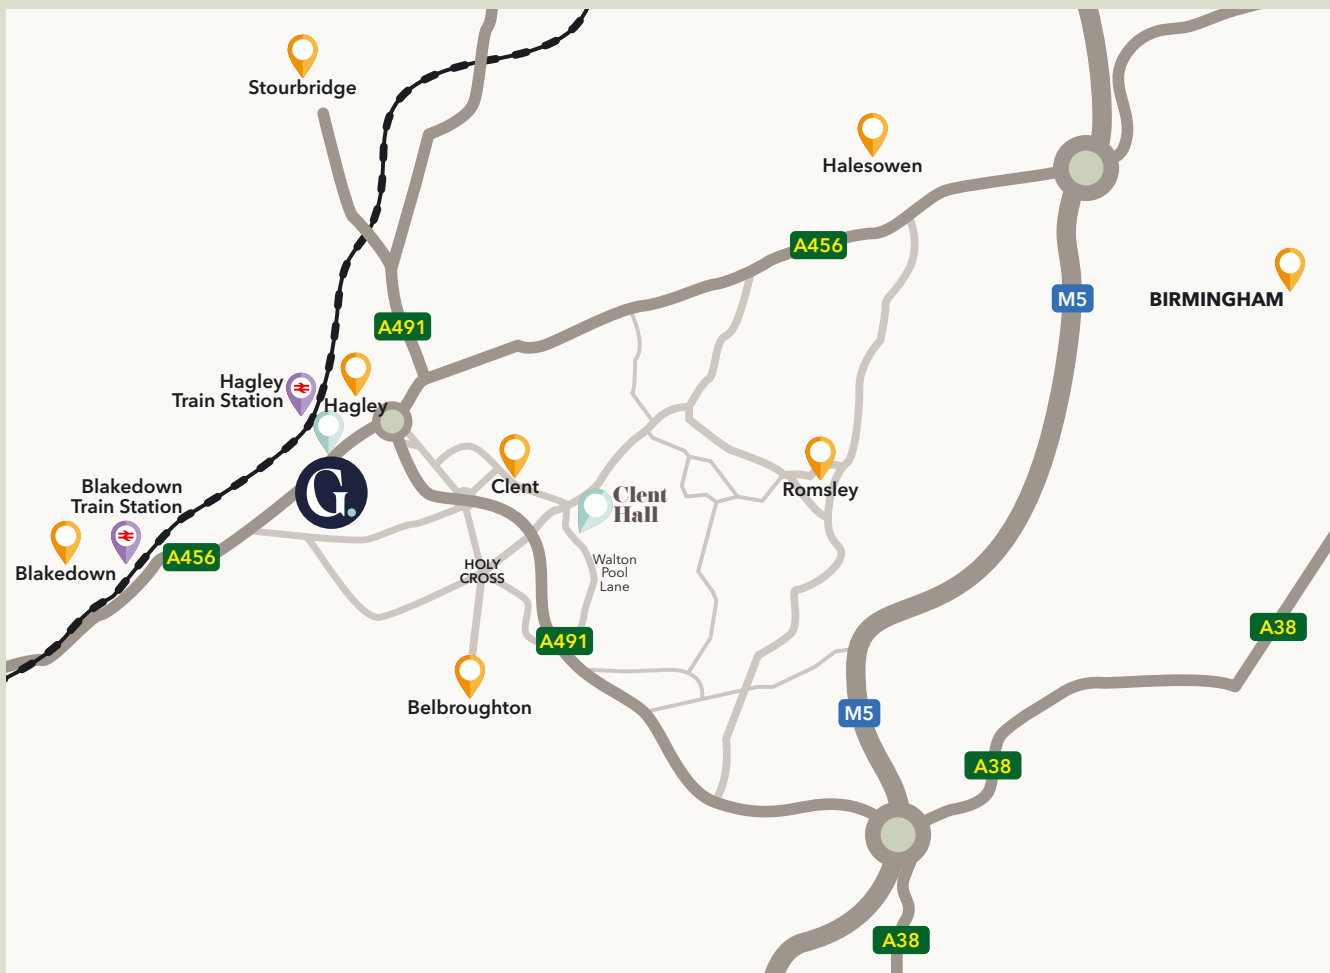 Stourbridge
Halesowen
A456
M5
BIRMINGHAM
A491
Hagley
Train Station
Hagley
Clent
Clent
Hall
Romsley
G.
Blakedown
Train Station
Blakedown
A456
HOLY
CROSS
Walton
Pool
Lane
A491
A38
Belbroughton
M5
A38
A38